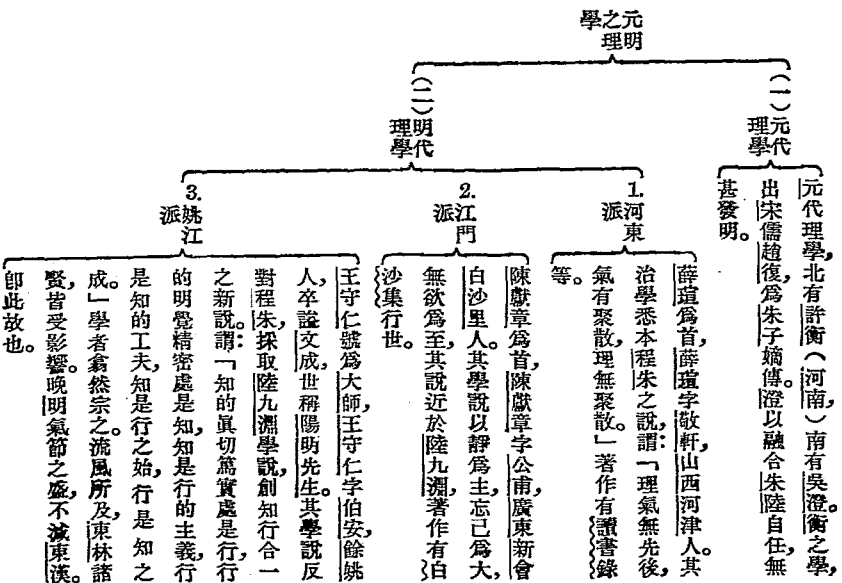 元明
之理
學
(一)元代
理學
元代理學,北有許衡(河南,)南有吳澄。衡之學,
出宋儒趙復,爲朱子嫡傳。澄以融合朱陸自任,無
甚發明。
(二)明代
理學
1.河東
派
薛瑄爲首,薛瑄字敬軒,山西河津人。其
治學悉本程朱之說,謂:「理氣無先後,
氣有聚散,理無聚散。」著作有讀書錄
等。
2.江門
派
陳獻章爲首,陳獻章字公甫,廣東新會
白沙里人。其學說以靜爲主,忘己爲大,
無欲爲至,其說近於陸九淵,著作有白
沙集行世。
3.姚江
派
王守仁號爲大師,王守仁字伯安,餘姚
人,卒謚文成,世稱陽明先生。其學說反
對程朱,採取陸九淵學說,創知行合一
之新說。謂:「知的眞切篤實處是行,行
的明覺精密處是知,知是行的主義,行
是知的工夫,知是行之始,行是知之
成。」學者翕然宗之。流風所及,東林諸
賢,皆受影響。晚明氣節之盛,不減東漢。
卽此故也。